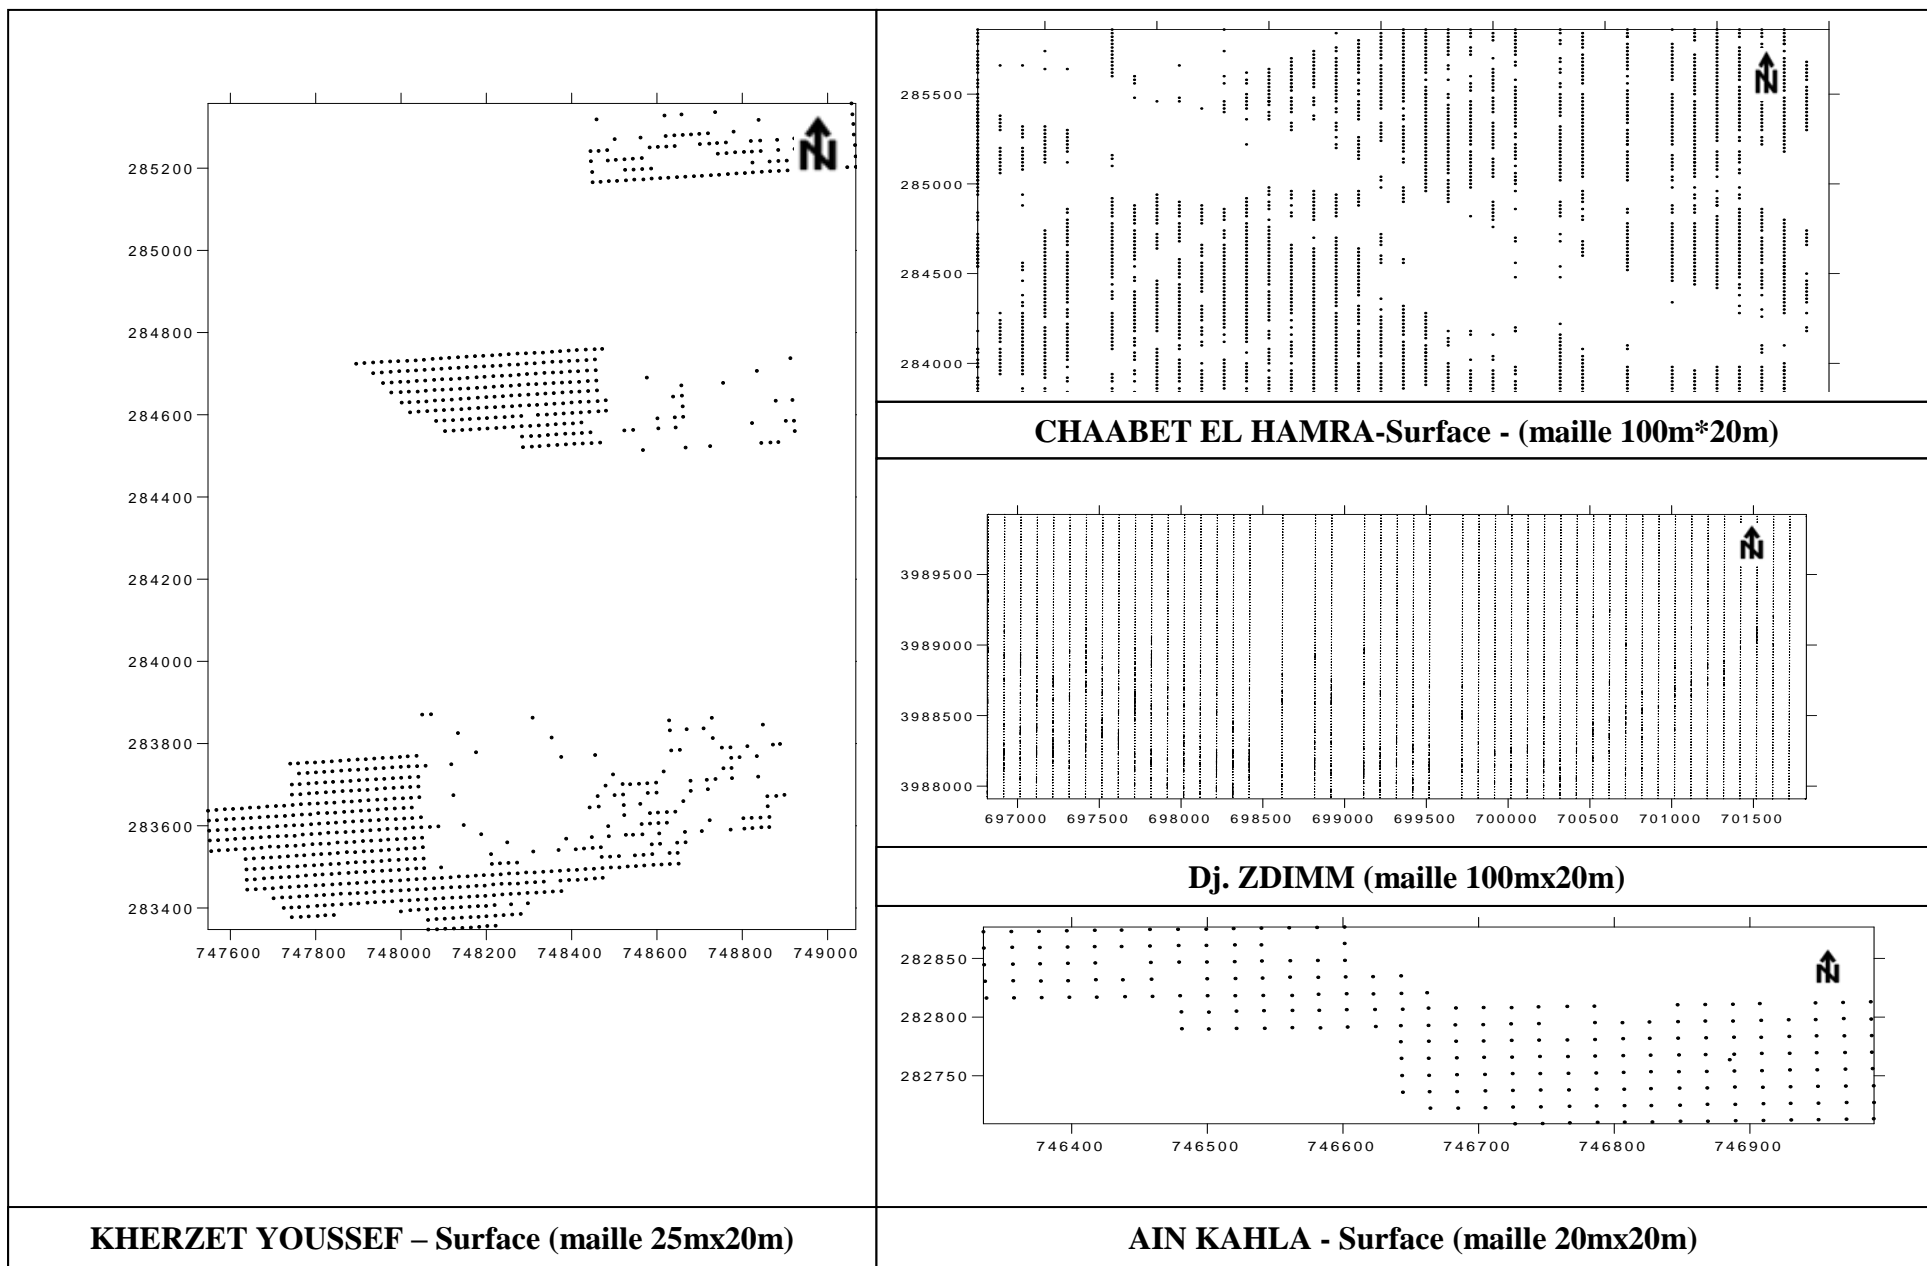 285200
285000
284800
284600
284400
284200
284000
283800
283600
283400
747600 747800 748000 748200 748400 748600 748800 749000
N
KHERZET YOUSSEF – Surface (maille 25mx20m)
285500
285000
284500
284000
N
CHAABET EL HAMRA-Surface - (maille 100m*20m)
3989500
3989000
3988500
3988000
697000 697500 698000 698500 699000 699500 700000 700500 701000 701500
N
Dj. ZDIMM (maille 100mx20m)
282850
282800
282750
746400 746500 746600 746700 746800 746900
N
AIN KAHLA - Surface (maille 20mx20m)